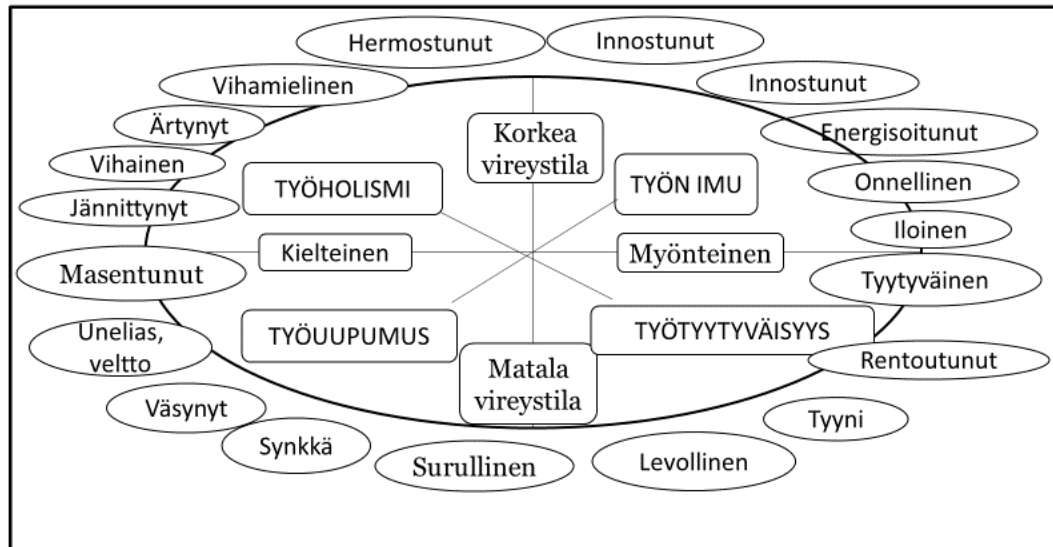 Hermostunut
Innostunut
Vihamielinen
Innostunut
Ärtynyt
Energisoitunut
Korkea
vireystila
Vihainen
TYÖHOLISMI
TYÖN IMU
Onnellinen
Jännittynyt
Iloinen
Kielteinen
Myönteinen
Masentunut
Tyytyväinen
Unelias,
veltto
TYÖUUPUMUS
TYÖTYYTYVÄISYYS
Rentoutunut
Matala
vireystila
Väsynyt
Tyyni
Synkkä
Surullinen
Levollinen